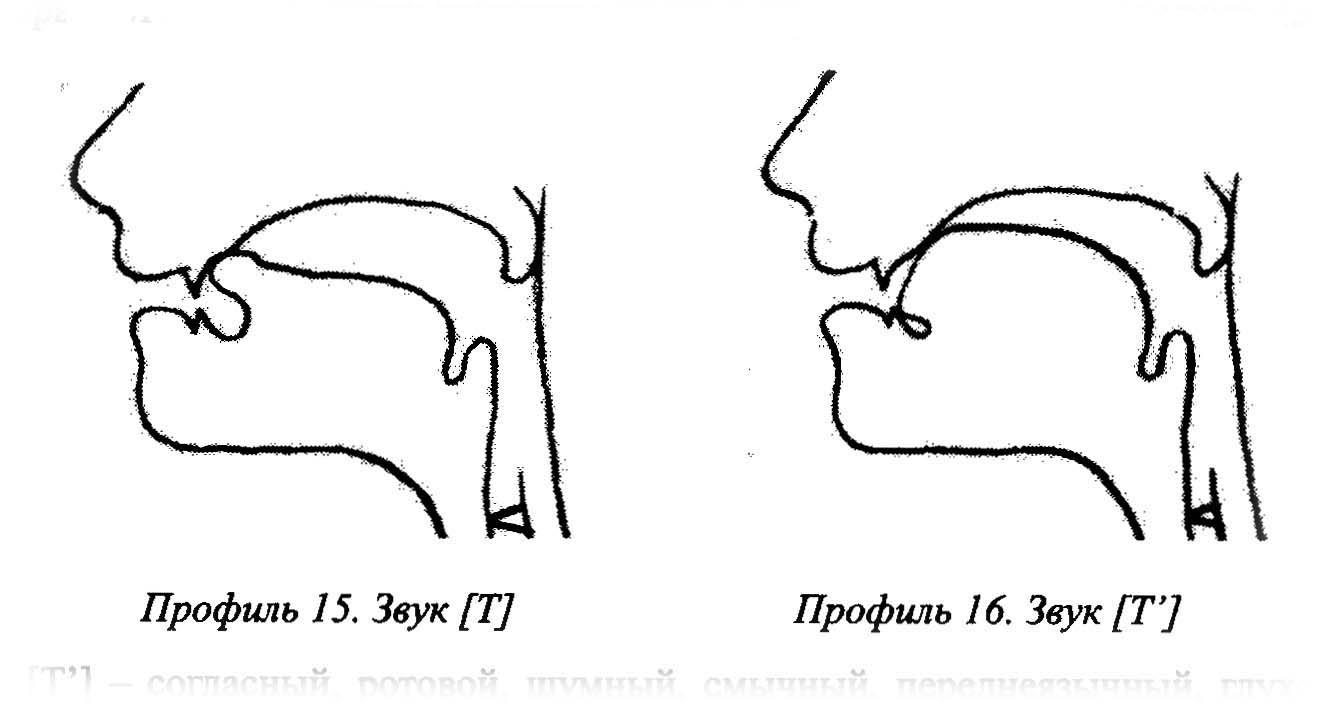 Профиль 15. Звук [Т]
Профиль 16. Звук [Т’]
[Т’] – согласный, ротовой, шумный, смычный, переднеязычный,